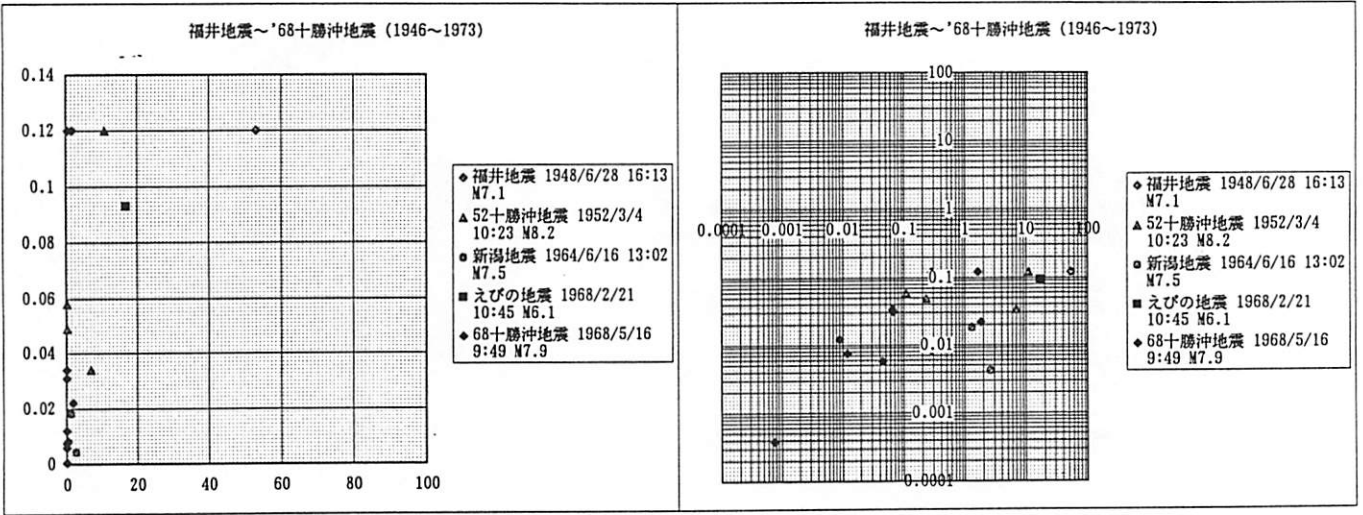 福井地震～'68十勝沖地震 (1946～1973)
0.14
0.12
0.1
0.08
0.06
0.04
0.02
0
0 20 40 60 80 100
福井地震 1948/6/28 16:13
M7.1
52十勝沖地震 1952/3/4
10:23 M8.2
新潟地震 1964/6/16 13:02
M7.5
えびの地震 1968/2/21
10:45 M6.1
68十勝沖地震 1968/5/16
9:49 M7.9
福井地震～'68十勝沖地震 (1946～1973)
100
10
1
0.0001 0.001 0.01 0.1 1 10 100
0.1
0.01
0.001
0.0001
福井地震 1948/6/28 16:13
M7.1
52十勝沖地震 1952/3/4
10:23 M8.2
新潟地震 1964/6/16 13:02
M7.5
えびの地震 1968/2/21
10:45 M6.1
68十勝沖地震 1968/5/16
9:49 M7.9